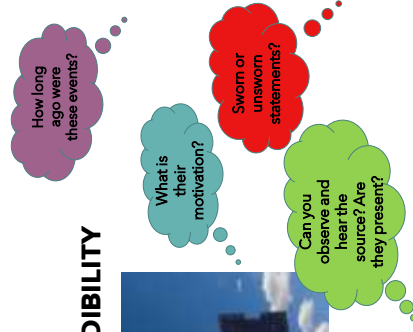 How long
ago were
these events?
Sworn or
unsworn
statements?
What is
their
motivation?
Can you
observe and
hear the
source? Are
they present?
DIBILITY